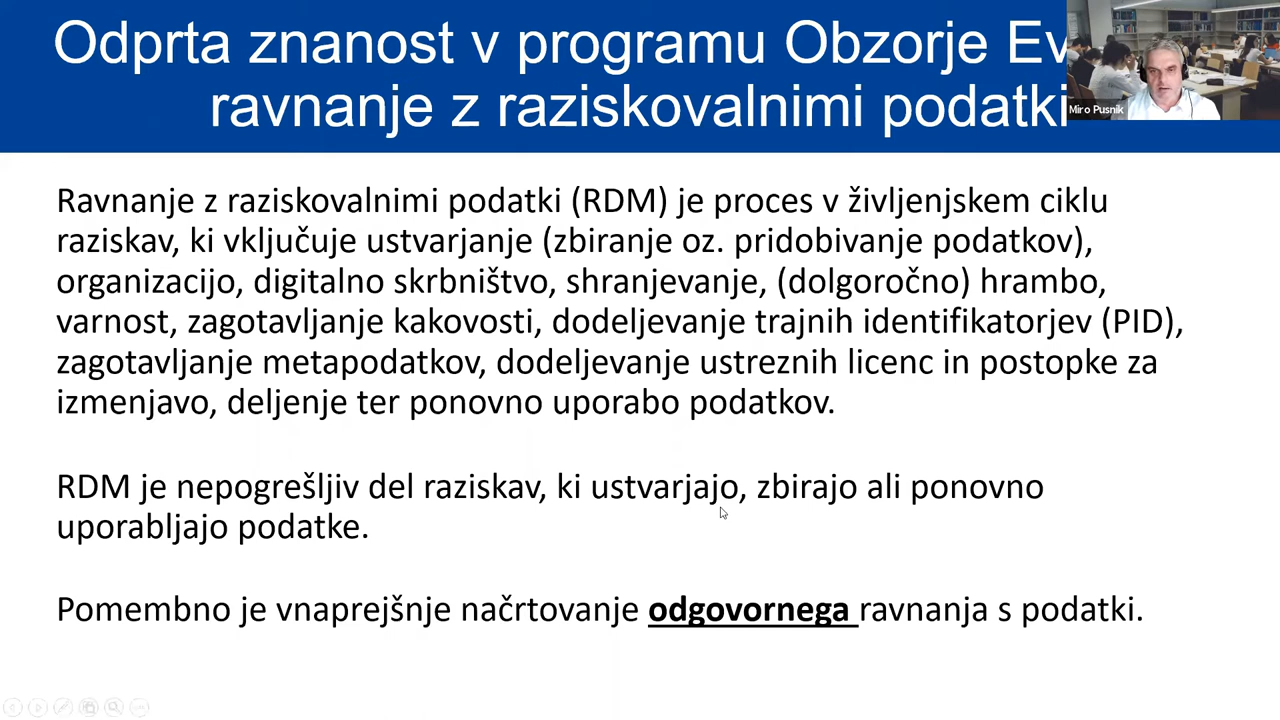 Odprta znanost v programu Obzorje
ravnanje z raziskovalnimi podatki
Miro Pusnik
Ravnanje z raziskovalnimi podatki (RDM) je proces v življenjskem ciklu
raziskav, ki vključuje ustvarjanje (zbiranje oz. pridobivanje podatkov),
organizacijo, digitalno skrbništvo, shranjevanje, (dolgoročno) hrambo,
varnost, zagotavljanje kakovosti, dodeljevanje trajnih identifikatorjev (PID),
zagotavljanje metapodatkov, dodeljevanje ustreznih licenc in postopke za
izmenjavo, deljenje ter ponovno uporabo podatkov.
RDM je nepogrešljiv del raziskav, ki ustvarjajo, zbirajo ali ponovno
uporabljajo podatke.
Pomembno je vnaprejšnje načrtovanje odgovornega ravnanja s podatki.